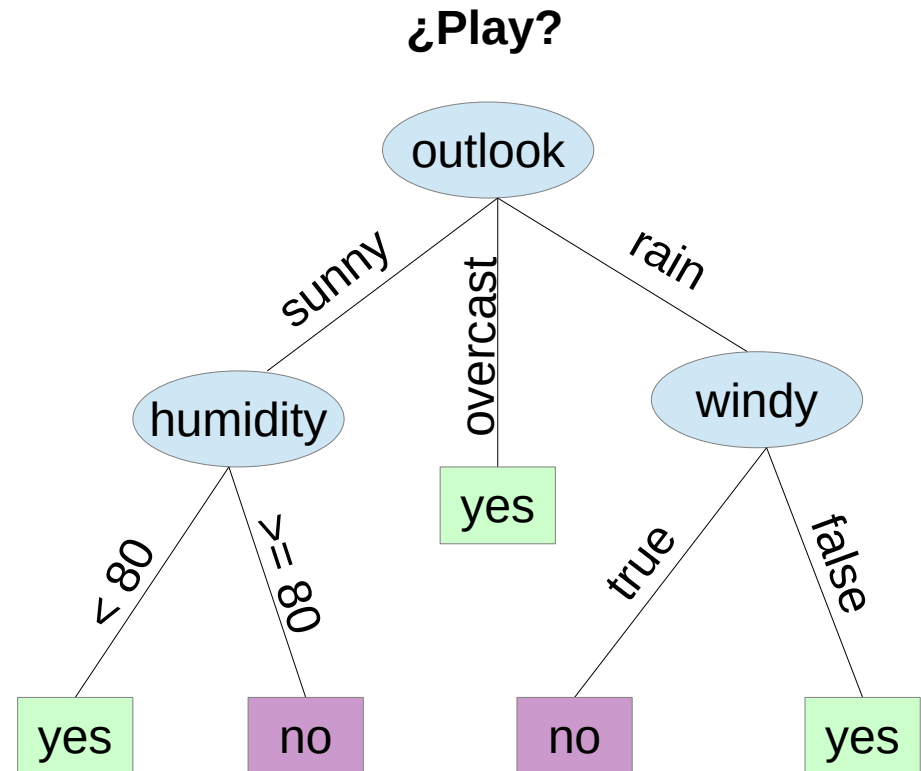 ¿Play?
outlook
sunny
overcast
rain
humidity
windy
yes
< 80
>= 80
true
false
yes
no
no
yes